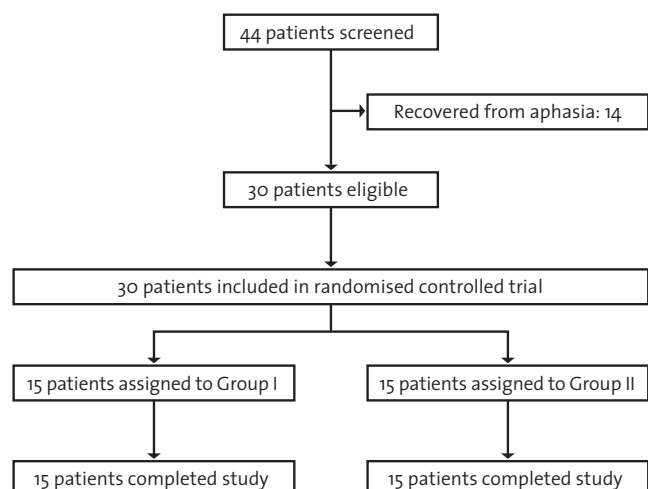 44 patients screened
Recovered from aphasia: 14
30 patients eligible
30 patients included in randomised controlled trial
15 patients assigned to Group I
15 patients assigned to Group II
15 patients completed study
15 patients completed study